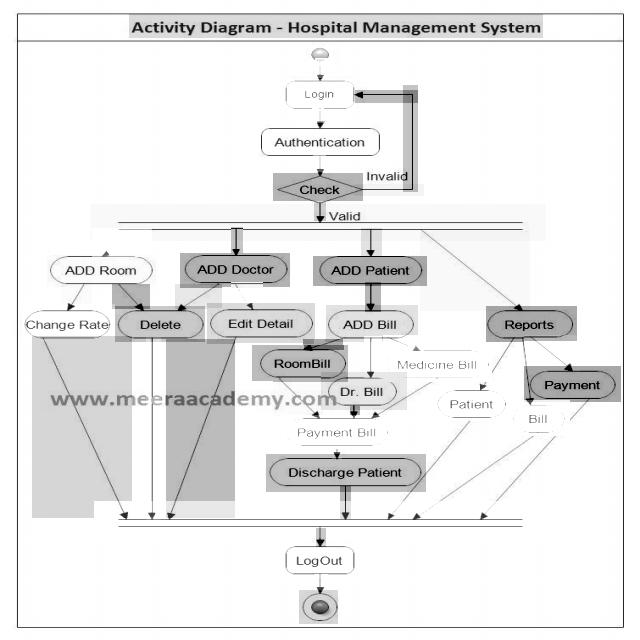 Activity Diagram - Hospital Management System
Login
Authentication
Invalid
Check
Valid
ADD Room
ADD Doctor
ADD Patient
Change Rate
Delete
Edit Detail
ADD Bill
Reports
RoomBill
Medicine Bill
Payment
Dr. Bill
www.meeraacademy.com
Patient
Bill
Payment Bill
Discharge Patient
LogOut